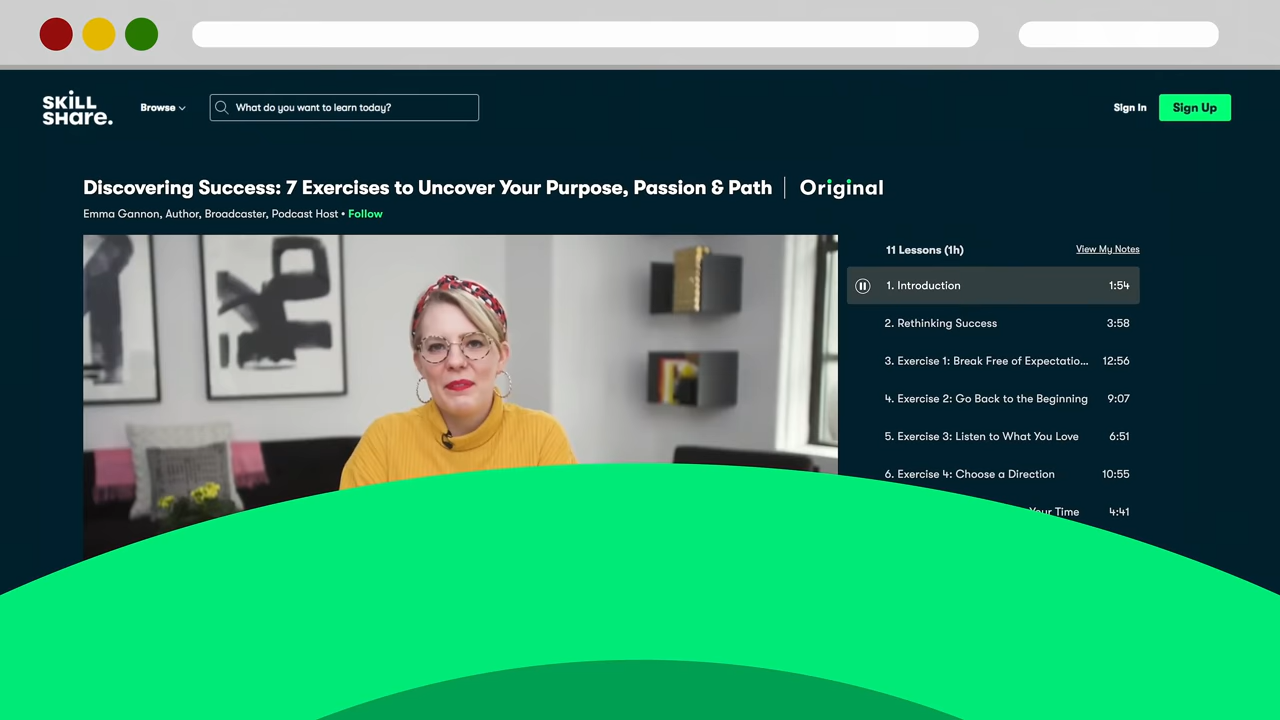 SKILL
SHARE.
Browse
What do you want to learn today?
Sign In
Sign Up
Discovering Success: 7 Exercises to Uncover Your Purpose, Passion & Path | Original
Emma Gannon, Author, Broadcaster, Podcast Host • Follow
11 Lessons (1h)
View My Notes
1. Introduction 1:54
2. Rethinking Success 3:58
3. Exercise 1: Break Free of Expectatio... 12:56
4. Exercise 2: Go Back to the Beginning 9:07
5. Exercise 3: Listen to What You Love 6:51
6. Exercise 4: Choose a Direction 10:55
Your Time 4:41